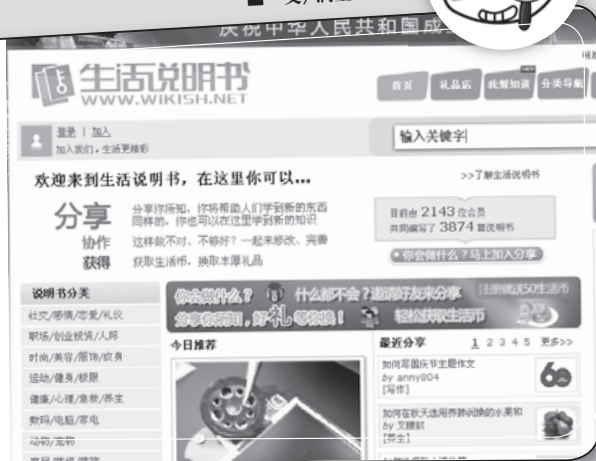 庆祝中华人民共和国成
生活说明书
WWW.WIKISH.NET
首页 礼品店 我想知道 分类导航
登录 | 加入
加入我们，生活更精彩
输入关键字
欢迎来到生活说明书，在这里你可以...
>>了解生活说明书
分享
分享你所知，你将帮助人们学到新的东西
同样的，你也可以在这里学到新的知识
协作 这样做不对、不够好？一起来修改、完善
获得 获取生活币，换取丰厚礼品
目前由 2143 位会员
共同编写了 3874 篇说明书
你会做什么？马上加入分享
说明书分类
社交/感情/恋爱/礼仪
职场/创业投资/人际
时尚/美容/服饰/纹身
运动/健身/极限
健康/心理/急救/养生
数码/电脑/家电
动物/宠物
你会做什么？ 什么都不会？邀请好友来分享 注册就送50生活币
分享你所知，好礼等你换！ 轻松获取生活币
今日推荐
最近分享 1 2 3 4 5 更多>>
如何写国庆节主题作文
by anny804
[写作]
60
如何在秋天选用养肺润燥的水果和
by 叉腰肌
[养生]